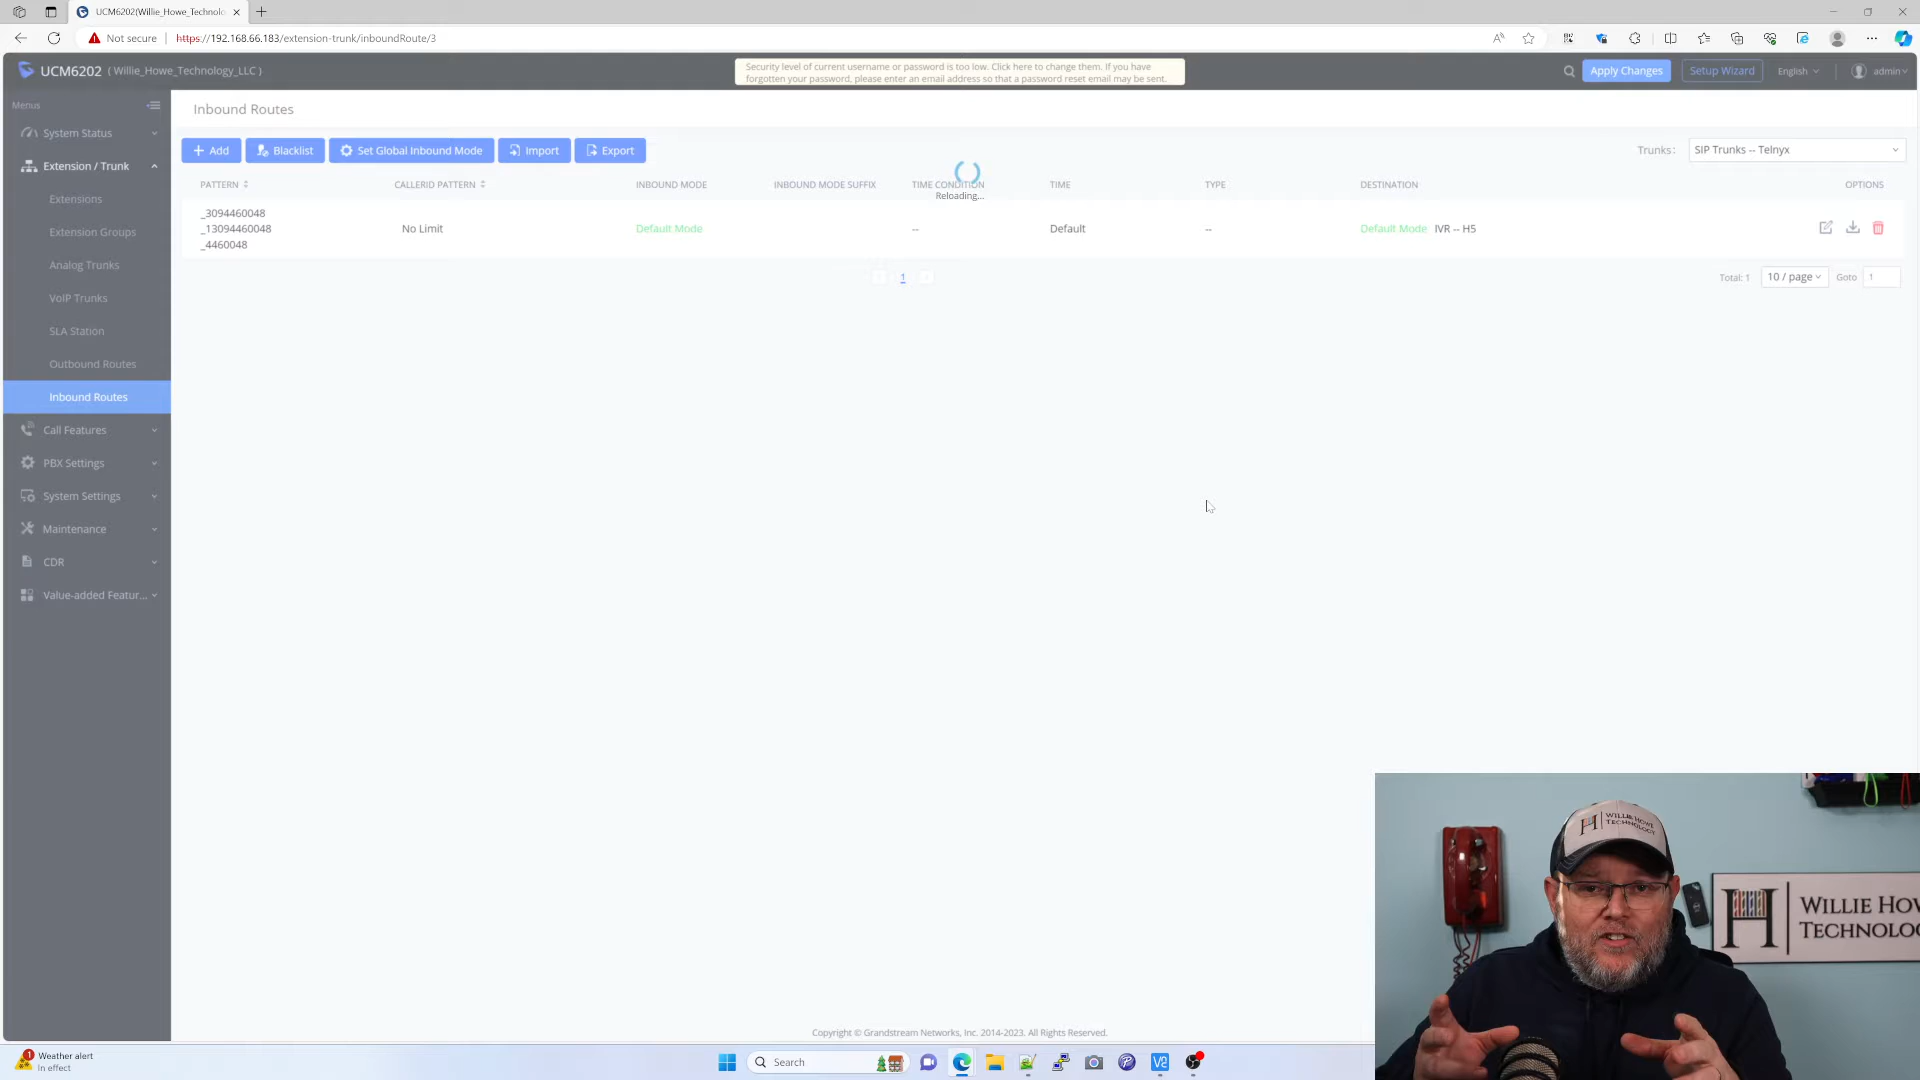 UCM6202(Willie_Howe_Technolo
Not secure
https://192.168.66.183/extension-trunk/inboundRoute/3
UCM6202 ( Willie_Howe_Technology_LLC )
Security level of current username or password is too low. Click here to change them. If you have
forgotten your password, please enter an email address so that a password reset email may be sent.
Apply Changes
Setup Wizard
English
admin
Menus
System Status
Extension / Trunk
Extensions
Extension Groups
Analog Trunks
VoIP Trunks
SLA Station
Outbound Routes
Inbound Routes
Call Features
PBX Settings
System Settings
Maintenance
CDR
Value-added Featur...
Inbound Routes
+ Add
Blacklist
Set Global Inbound Mode
Import
Export
Trunks:
SIP Trunks -- Telnyx
PATTERN
CALLERID PATTERN
INBOUND MODE
INBOUND MODE SUFFIX
TIME CONDITION
TIME
TYPE
DESTINATION
OPTIONS
Reloading...
_3094460048
_13094460048
_4460048
No Limit
Default Mode
--
Default
--
Default Mode IVR -- H5
1
Total: 1
10 / page
Goto
1
WILLIE HOWE
TECHNOLOGY
WILLIE HOW
TECHNOLOG
Copyright © Grandstream Networks, Inc. 2014-2023. All Rights Reserved.
1
Weather alert
In effect
Search
V2